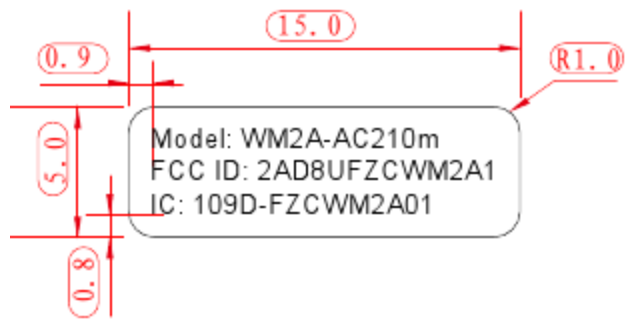 15.0
0.9
R1.0
5.0
Model: WM2A-AC210m
FCC ID: 2AD8UFZCWM2A1
IC: 109D-FZCWM2A01
0.8